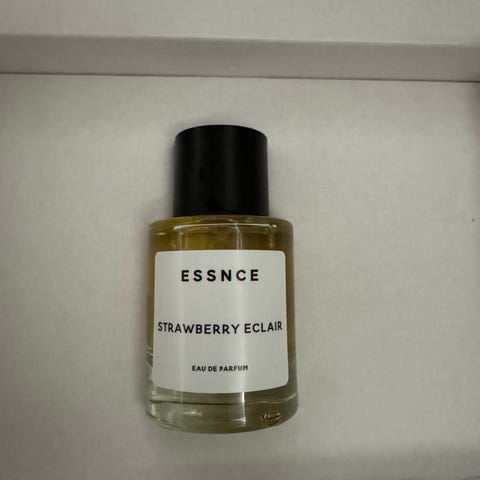 ESSNCE
STRAWBERRY ECLAIR
EAU DE PARFUM